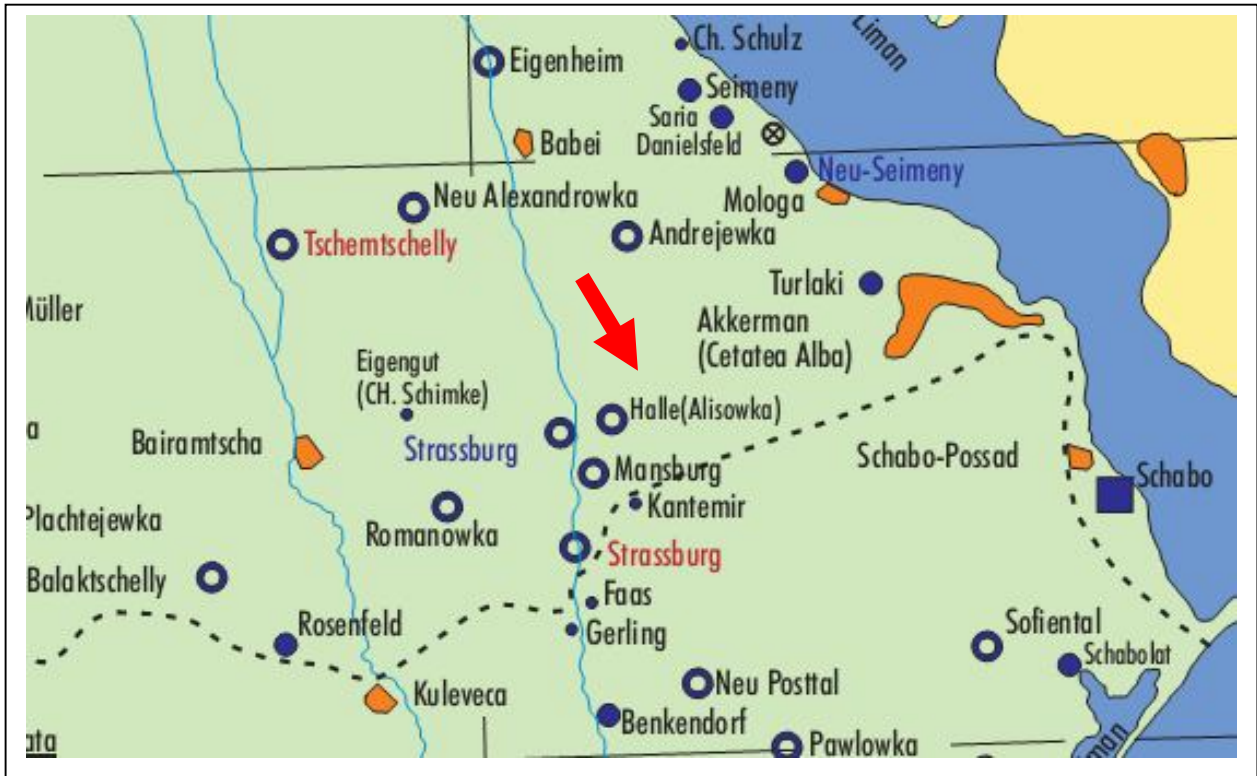 Liman
Ch. Schulz
Eigenheim
Seimeny
Saria
Danielsfeld
Babei
Neu-Seimeny
Neu Alexandrowka
Mologa
Andrejewka
Tschemtschelly
Turlaki
Müller
Akkerman
(Cetatea Alba)
Eigengut
(CH. Schimke)
Halle(Alisowka)
Bairamtscha
Strassburg
Schabo-Possad
Mansburg
Schabo
Kantemir
Plachtejewka
Romanowka
Strassburg
Balaktschelly
Faas
Rosenfeld
Gerling
Sofiental
Schabolat
Kuleveca
Neu Posttal
Benkendorf
Pawlowka
ata
iman